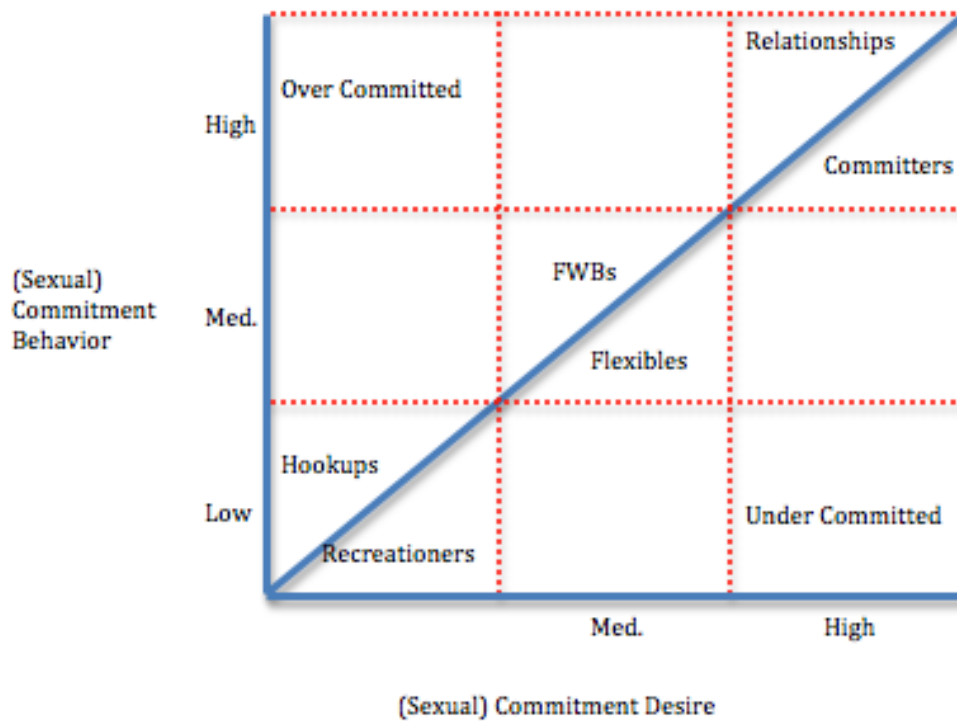 Relationships
Over Committed
High
Committers
(Sexual)
Commitment
Behavior
FWBs
Med.
Flexibles
Hookups
Low
Under Committed
Recreationers
Med.
High
(Sexual) Commitment Desire